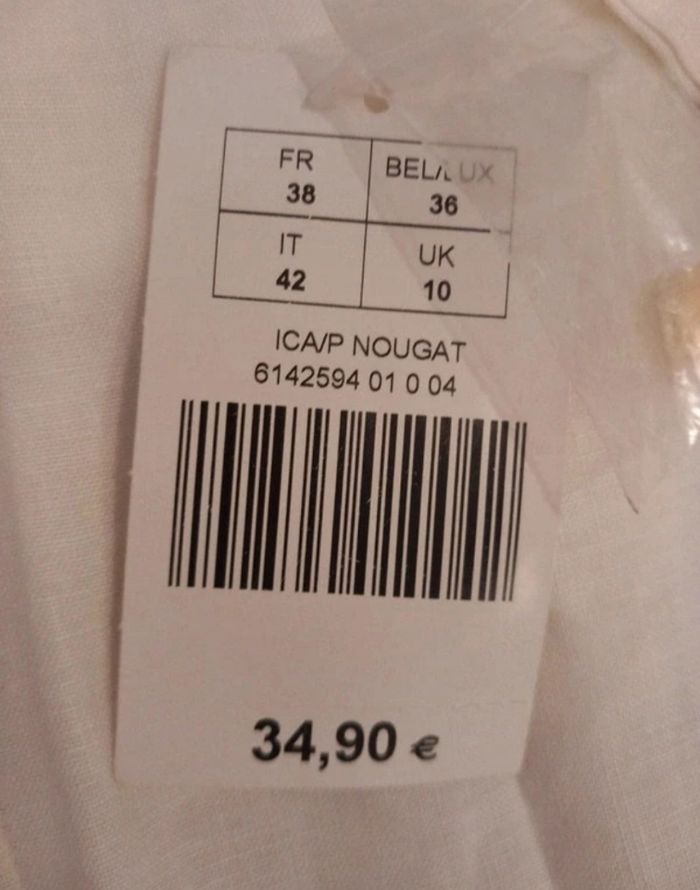 FR
38
BEL/LUX
36
IT
42
UK
10
ICA/P NOUGAT
6142594 01 0 04
34,90 €